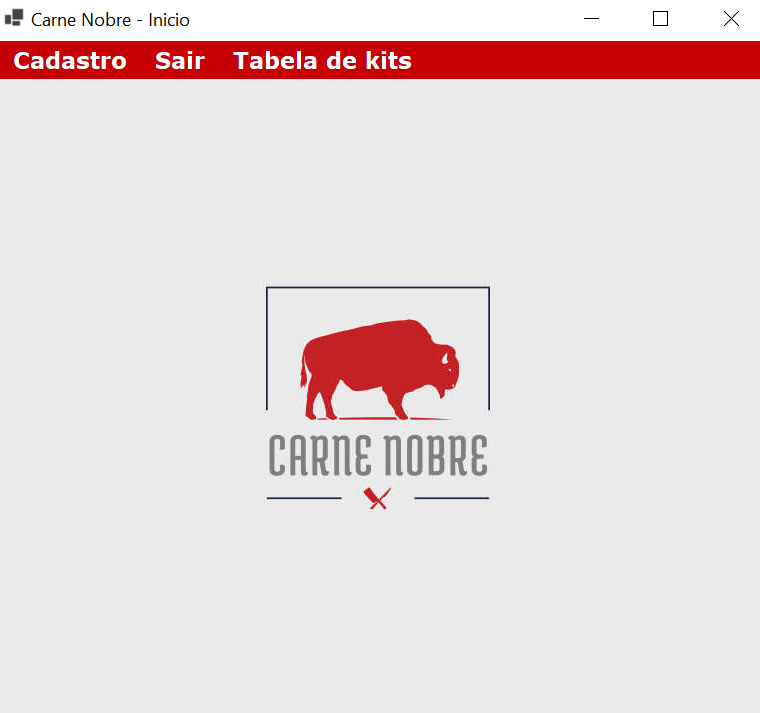 Carne Nobre - Inicio
Cadastro Sair Tabela de kits
CARNE NOBRE